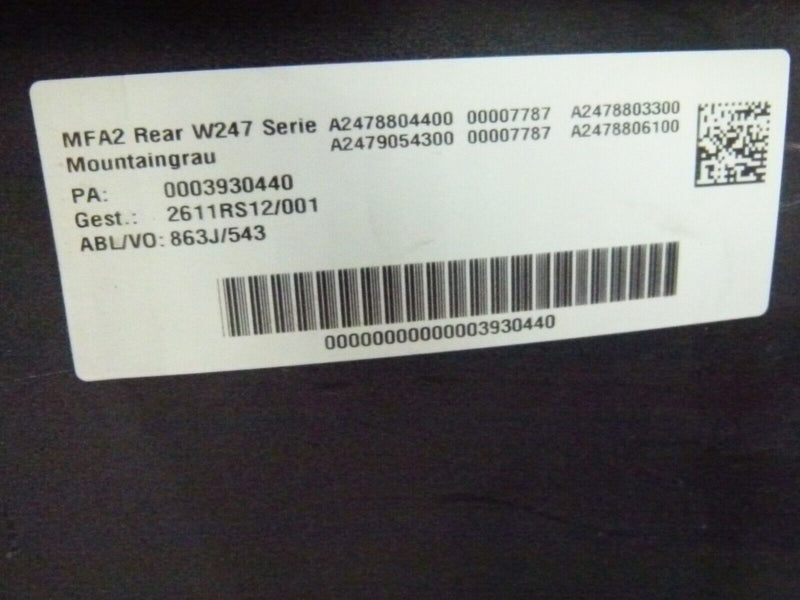 MFA2 Rear W247 Serie A2478804400 00007787 A2478803300
Mountaingrau A2479054300 00007787 A2478806100
PA: 0003930440
Gest.: 2611RS12/001
ABL/VO: 863J/543
00000000000003930440